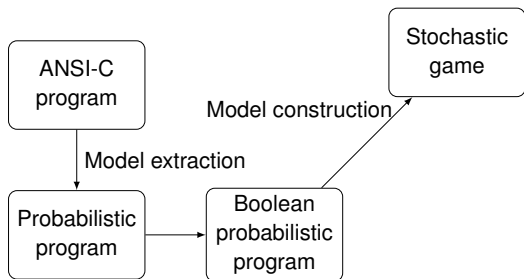 ANSI-C
program
Model extraction
Probabilistic
program
Boolean
probabilistic
program
Model construction
Stochastic
game